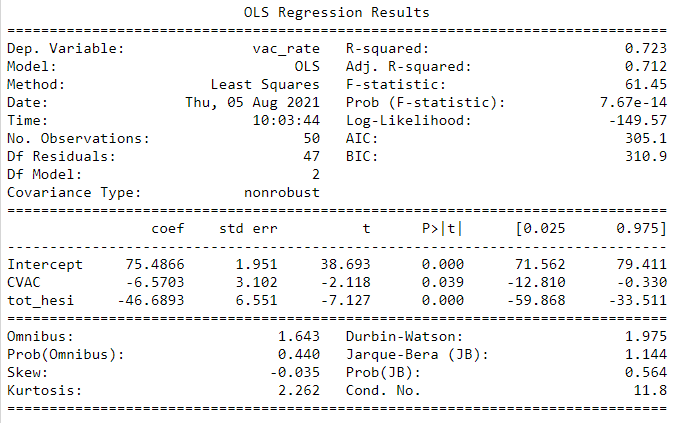 OLS Regression Results
==============================================================================
Dep. Variable: vac_rate R-squared: 0.723
Model: OLS Adj. R-squared: 0.712
Method: Least Squares F-statistic: 61.45
Date: Thu, 05 Aug 2021 Prob (F-statistic): 7.67e-14
Time: 10:03:44 Log-Likelihood: -149.57
No. Observations: 50 AIC: 305.1
Df Residuals: 47 BIC: 310.9
Df Model: 2
Covariance Type: nonrobust
==============================================================================
coef std err t P>|t| [0.025 0.975]
------------------------------------------------------------------------------
Intercept 75.4866 1.951 38.693 0.000 71.562 79.411
CVAC -6.5703 3.102 -2.118 0.039 -12.810 -0.330
tot_hesi -46.6893 6.551 -7.127 0.000 -59.868 -33.511
==============================================================================
Omnibus: 1.643 Durbin-Watson: 1.975
Prob(Omnibus): 0.440 Jarque-Bera (JB): 1.144
Skew: -0.035 Prob(JB): 0.564
Kurtosis: 2.262 Cond. No. 11.8
==============================================================================